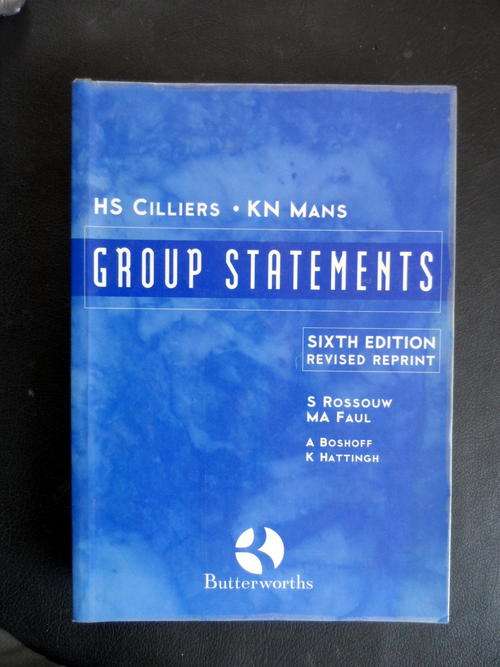 HS CILLIERS • KN MANS
GROUP STATEMENTS
SIXTH EDITION
REVISED REPRINT
S ROSSOUW
MA FAUL
A BOSHOFF
K HATTINGH
Butterworths